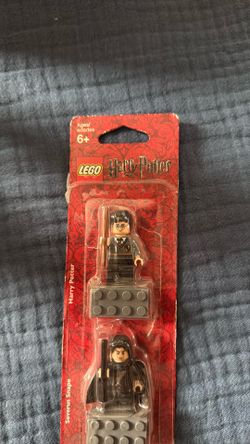 Ages/
edades
6+
LEGO Harry Potter
Harry Potter
Severus Snape